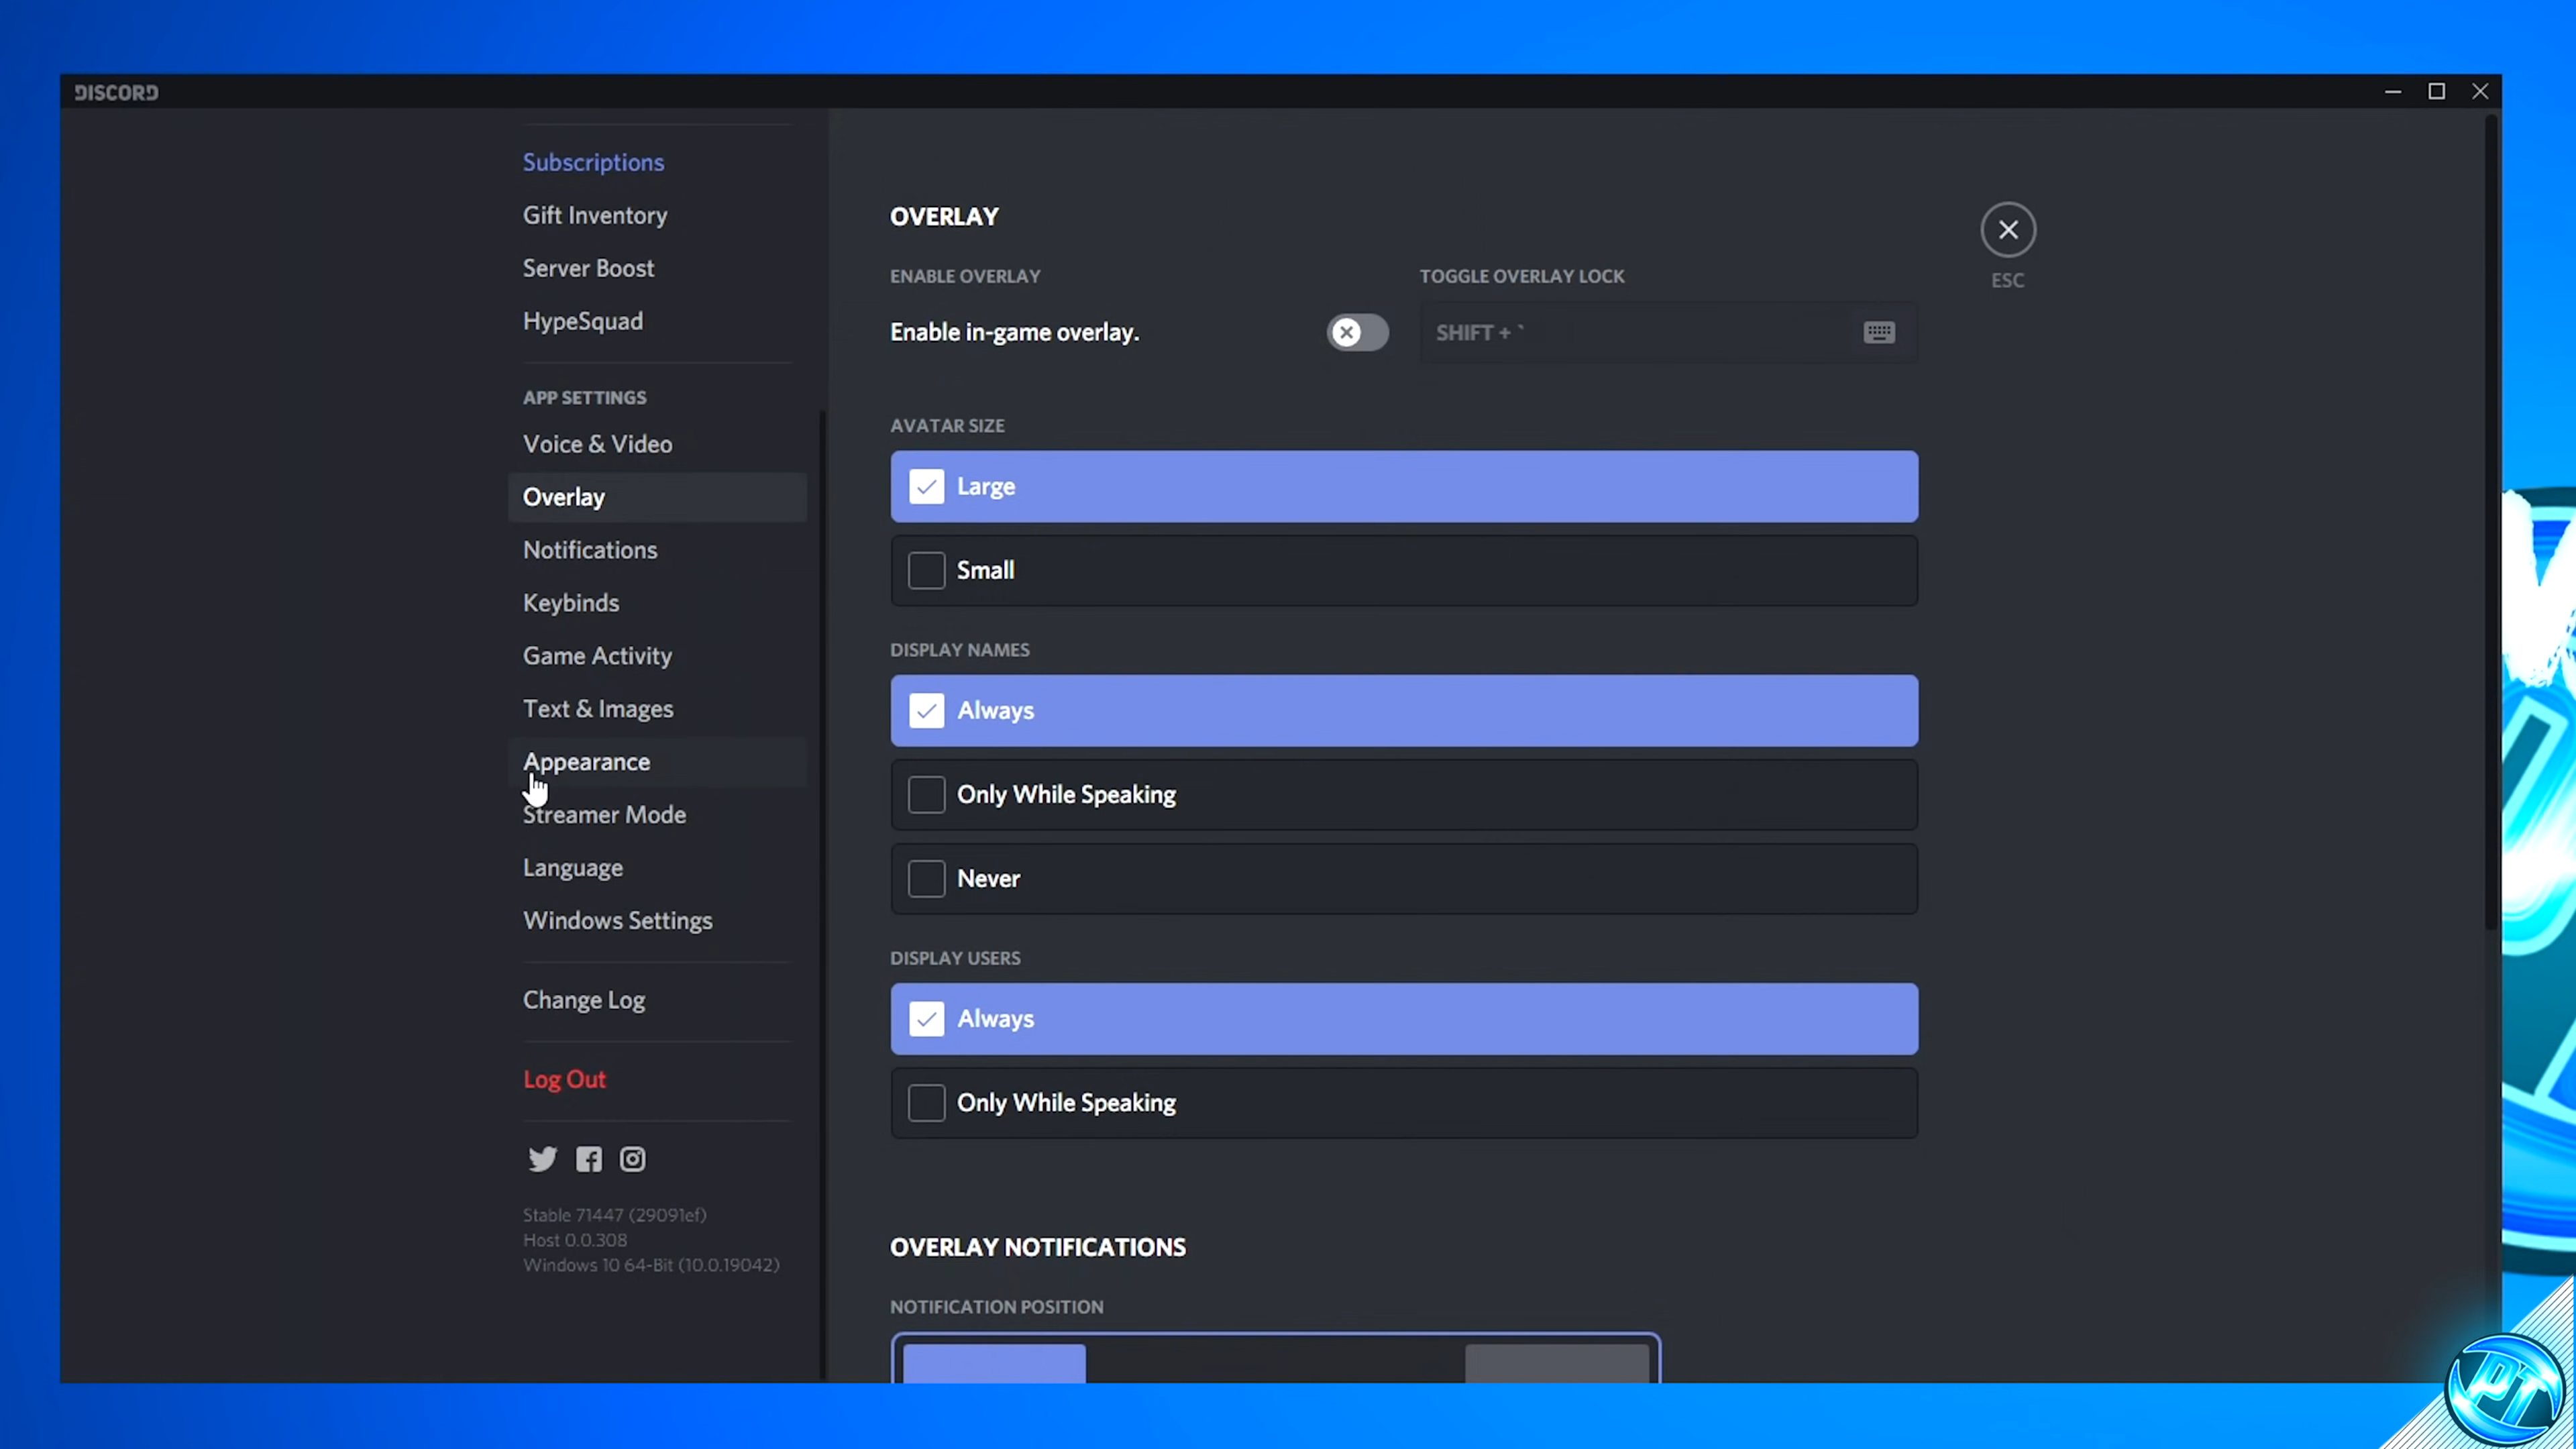 DISCORD
Subscriptions
Gift Inventory
Server Boost
HypeSquad
APP SETTINGS
Voice & Video
Overlay
Notifications
Keybinds
Game Activity
Text & Images
Appearance
Streamer Mode
Language
Windows Settings
Change Log
Log Out
Stable 71447 (29091ef)
Host 0.0.308
Windows 10 64-Bit (10.0.19042)
OVERLAY
ENABLE OVERLAY
Enable in-game overlay.
TOGGLE OVERLAY LOCK
SHIFT + `
ESC
AVATAR SIZE
Large
Small
DISPLAY NAMES
Always
Only While Speaking
Never
DISPLAY USERS
Always
Only While Speaking
OVERLAY NOTIFICATIONS
NOTIFICATION POSITION
PT